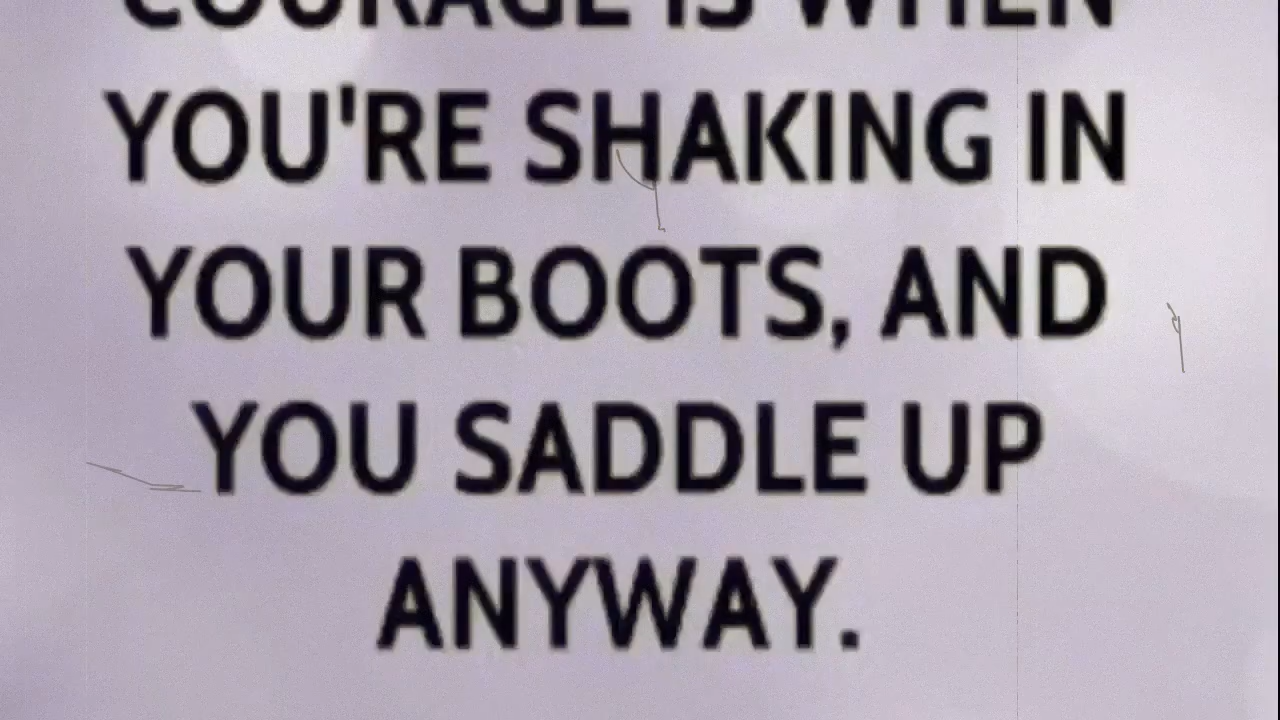 COURAGE IS WHEN
YOU'RE SHAKING IN
YOUR BOOTS, AND
YOU SADDLE UP
ANYWAY.